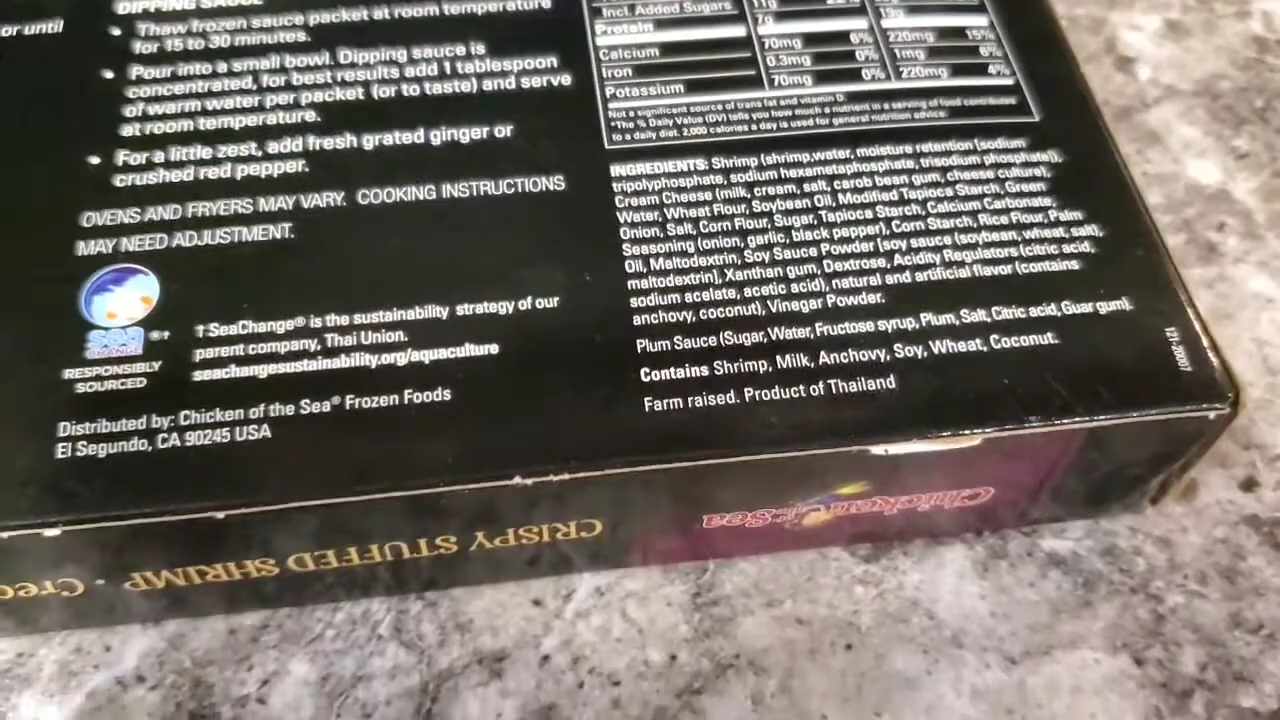 or until
DIPPING SAUCE
• Thaw frozen sauce packet at room temperature
for 15 to 30 minutes.
• Pour into a small bowl. Dipping sauce is
concentrated, for best results add 1 tablespoon
of warm water per packet (or to taste) and serve
at room temperature.
• For a little zest, add fresh grated ginger or
crushed red pepper.
OVENS AND FRYERS MAY VARY. COOKING INSTRUCTIONS
MAY NEED ADJUSTMENT.
sea
CHANGE
RESPONSIBLY
SOURCED
† SeaChange® is the sustainability strategy of our
parent company, Thai Union.
seachangesustainability.org/aquaculture
Distributed by: Chicken of the Sea® Frozen Foods
El Segundo, CA 90245 USA
Incl. Added Sugars 11g
Protein 7g 19g
Calcium 70mg 6% 220mg 15%
Iron 0.3mg 0% 1mg 6%
Potassium 70mg 0% 220mg 4%
Not a significant source of trans fat and vitamin D.
*The % Daily Value (DV) tells you how much a nutrient in a serving of food contributes
to a daily diet. 2,000 calories a day is used for general nutrition advice.
INGREDIENTS: Shrimp (shrimp,water, moisture retention [sodium
tripolyphosphate, sodium hexametaphosphate, trisodium phosphate]),
Cream Cheese (milk, cream, salt, carob bean gum, cheese culture),
Water, Wheat Flour, Soybean Oil, Modified Tapioca Starch, Green
Onion, Salt, Corn Flour, Sugar, Tapioca Starch, Calcium Carbonate,
Seasoning (onion, garlic, black pepper), Corn Starch, Rice Flour, Palm
Oil, Maltodextrin, Soy Sauce Powder [soy sauce (soybean, wheat, salt),
maltodextrin], Xanthan gum, Dextrose, Acidity Regulators (citric acid,
sodium acelate, acetic acid), natural and artificial flavor (contains
anchovy, coconut), Vinegar Powder.
Plum Sauce (Sugar, Water, Fructose syrup, Plum, Salt, Citric acid, Guar gum).
Contains Shrimp, Milk, Anchovy, Soy, Wheat, Coconut.
Farm raised. Product of Thailand
Chicken of the Sea
CRISPY STUFFED SHRIMP •